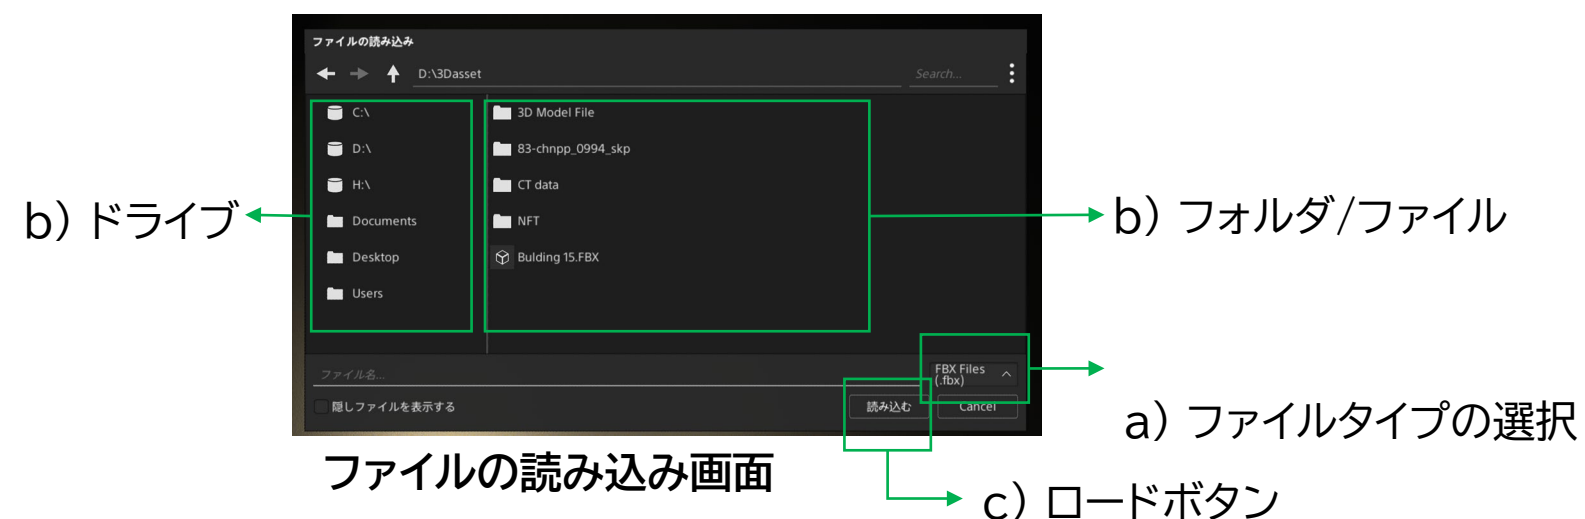 ファイルの読み込み
D:\3Dasset
Search...
C:\
D:\
H:\
Documents
Desktop
Users
3D Model File
83-chnpp_0994_skp
CT data
NFT
Bulding 15.FBX
b) ドライブ
b) フォルダ/ファイル
ファイル名...
FBX Files
(.fbx)
隠しファイルを表示する
読み込む
Cancel
a) ファイルタイプの選択
ファイルの読み込み画面
c) ロードボタン